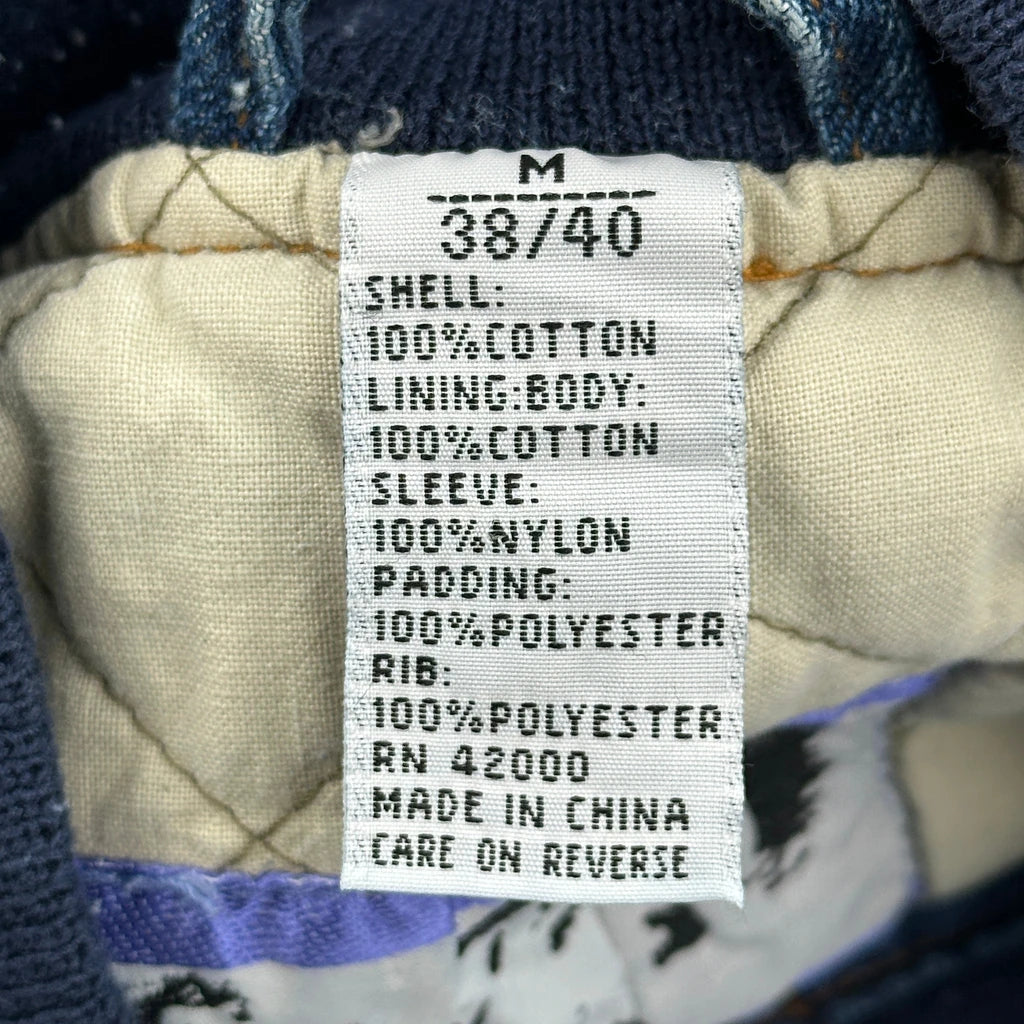 M
38/40
SHELL:
100%COTTON
LINING:BODY:
100%COTTON
SLEEVE:
100%NYLON
PADDING:
100%POLYESTER
RIB:
100%POLYESTER
RN 42000
MADE IN CHINA
CARE ON REVERSE